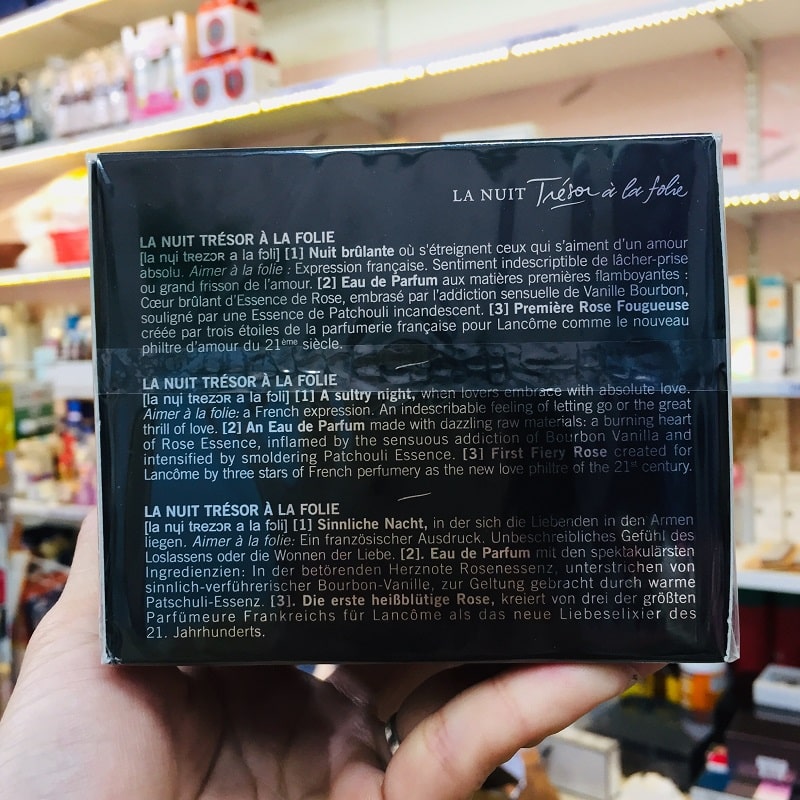 LA NUIT Trésor à la folie
LA NUIT TRÉSOR À LA FOLIE
[la nɥi tʀezɔʀ a la foli] [1] Nuit brûlante où s'étreignent ceux qui s'aiment d'un amour
absolu. Aimer à la folie : Expression française. Sentiment indescriptible de lâcher-prise
ou grand frisson de l'amour. [2] Eau de Parfum aux matières premières flamboyantes :
Cœur brûlant d'Essence de Rose, embrasé par l'addiction sensuelle de Vanille Bourbon,
souligné par une Essence de Patchouli incandescent. [3] Première Rose Fougueuse
créée par trois étoiles de la parfumerie française pour Lancôme comme le nouveau
philtre d'amour du 21ème siècle.
LA NUIT TRÉSOR À LA FOLIE
[la nɥi tʀezɔʀ a la foli] [1] A sultry night, when lovers embrace with absolute love.
Aimer à la folie: a French expression. An indescribable feeling of letting go or the great
thrill of love. [2] An Eau de Parfum made with dazzling raw materials: a burning heart
of Rose Essence, inflamed by the sensuous addiction of Bourbon Vanilla and
intensified by smoldering Patchouli Essence. [3] First Fiery Rose created for
Lancôme by three stars of French perfumery as the new love philtre of the 21st century.
LA NUIT TRÉSOR À LA FOLIE
[la nɥi tʀezɔʀ a la foli] [1] Sinnliche Nacht, in der sich die Liebenden in den Armen
liegen. Aimer à la folie: Ein französischer Ausdruck. Unbeschreibliches Gefühl des
Loslassens oder die Wonnen der Liebe. [2]. Eau de Parfum mit den spektakulärsten
Ingredienzien: In der betörenden Herznote Rosenessenz, unterstrichen von
sinnlich-verführerischer Bourbon-Vanille, zur Geltung gebracht durch warme
Patschuli-Essenz. [3]. Die erste heißblütige Rose, kreiert von drei der größten
Parfümeure Frankreichs für Lancôme als das neue Liebeselixier des
21. Jahrhunderts.